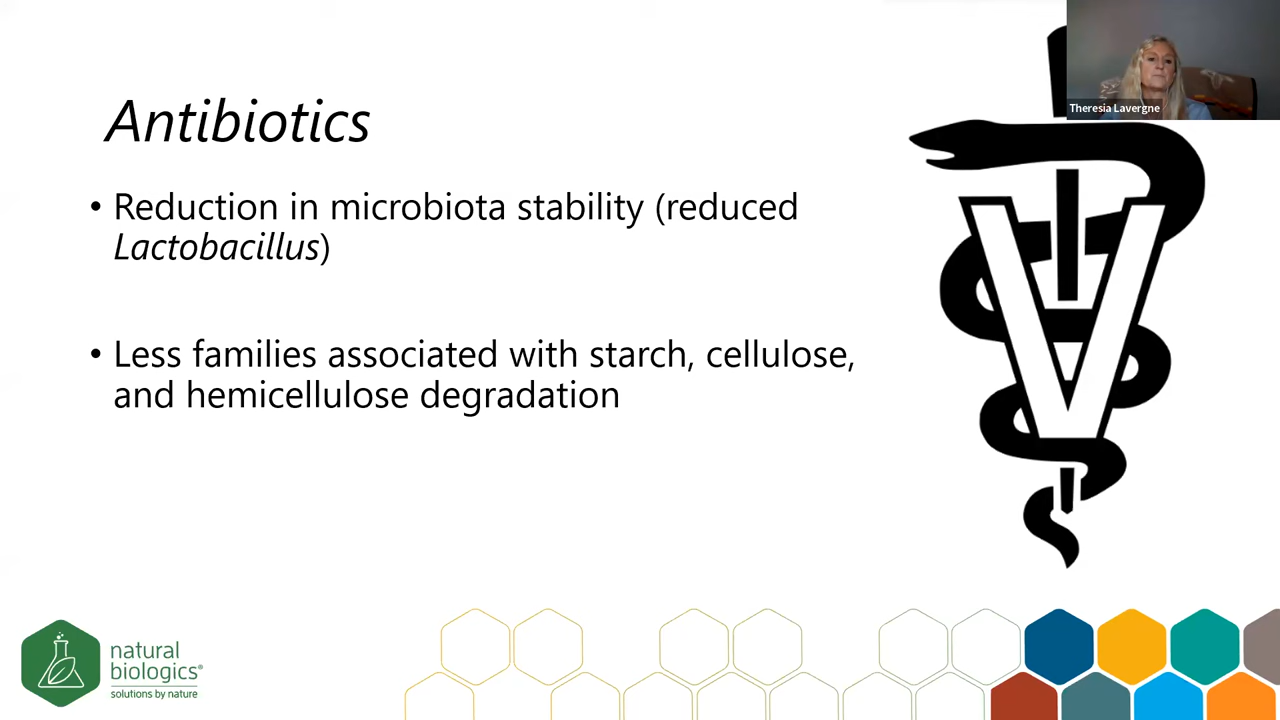 Theresia Lavergne
Antibiotics
• Reduction in microbiota stability (reduced
Lactobacillus)
• Less families associated with starch, cellulose,
and hemicellulose degradation
V
natural
biologics®
solutions by nature